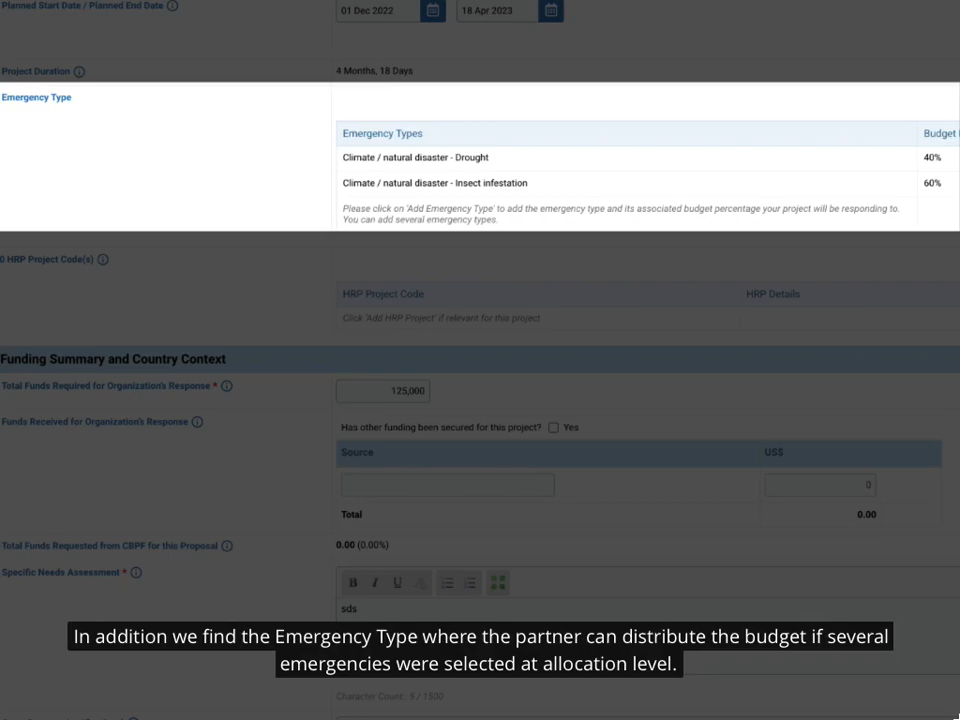 Planned Start Date / Planned End Date
01 Dec 2022
18 Apr 2023
Project Duration
4 Months, 18 Days
Emergency Type
Emergency Types
Budget
Climate / natural disaster - Drought
40%
Climate / natural disaster - Insect infestation
60%
Please click on 'Add Emergency Type' to add the emergency type and its associated budget percentage your project will be responding to.
You can add several emergency types.
0 HRP Project Code(s)
HRP Project Code
HRP Details
Click 'Add HRP Project' if relevant for this project
Funding Summary and Country Context
Total Funds Required for Organization's Response *
125,000
Funds Received for Organization's Response
Has other funding been secured for this project? Yes
Source
US$
0
Total
0.00
Total Funds Requested from CBPF for this Proposal
0.00 (0.00%)
Specific Needs Assessment *
B I U
sds
In addition we find the Emergency Type where the partner can distribute the budget if several
emergencies were selected at allocation level.
Character Count: 5 / 1500